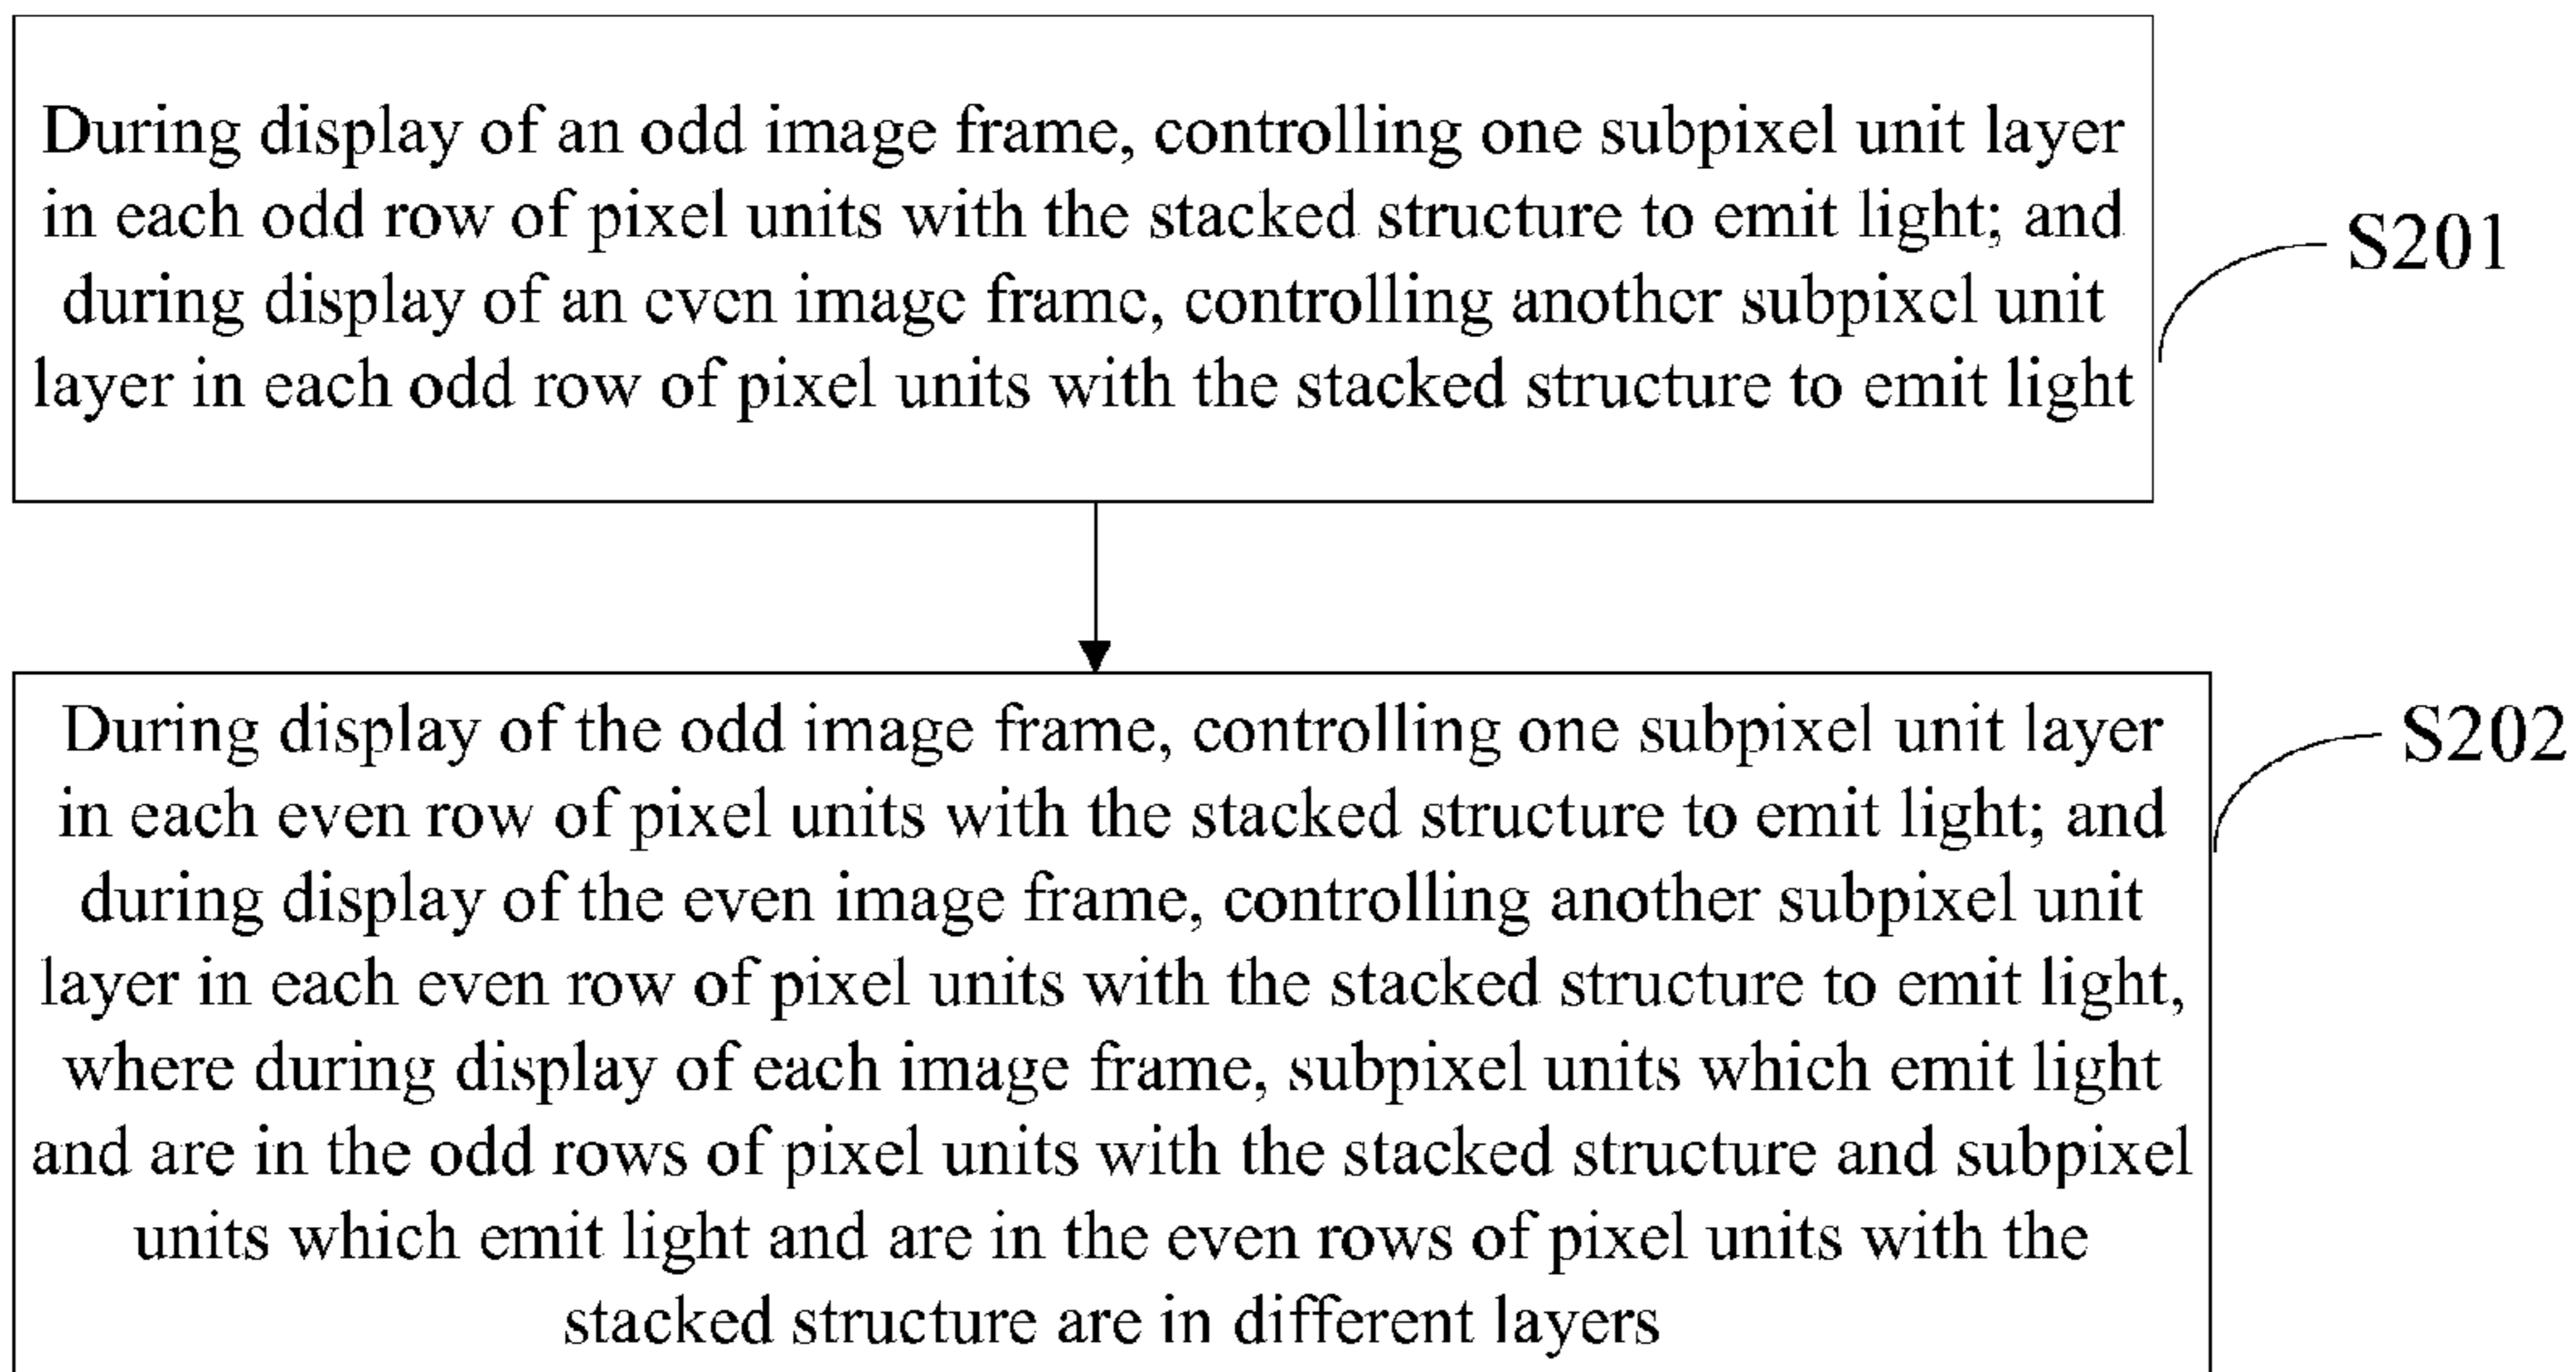 During display of an odd image frame, controlling one subpixel unit layer
in each odd row of pixel units with the stacked structure to emit light; and
during display of an even image frame, controlling another subpixel unit
layer in each odd row of pixel units with the stacked structure to emit light
S201
During display of the odd image frame, controlling one subpixel unit layer
in each even row of pixel units with the stacked structure to emit light; and
during display of the even image frame, controlling another subpixel unit
layer in each even row of pixel units with the stacked structure to emit light,
where during display of each image frame, subpixel units which emit light
and are in the odd rows of pixel units with the stacked structure and subpixel
units which emit light and are in the even rows of pixel units with the
stacked structure are in different layers
S202